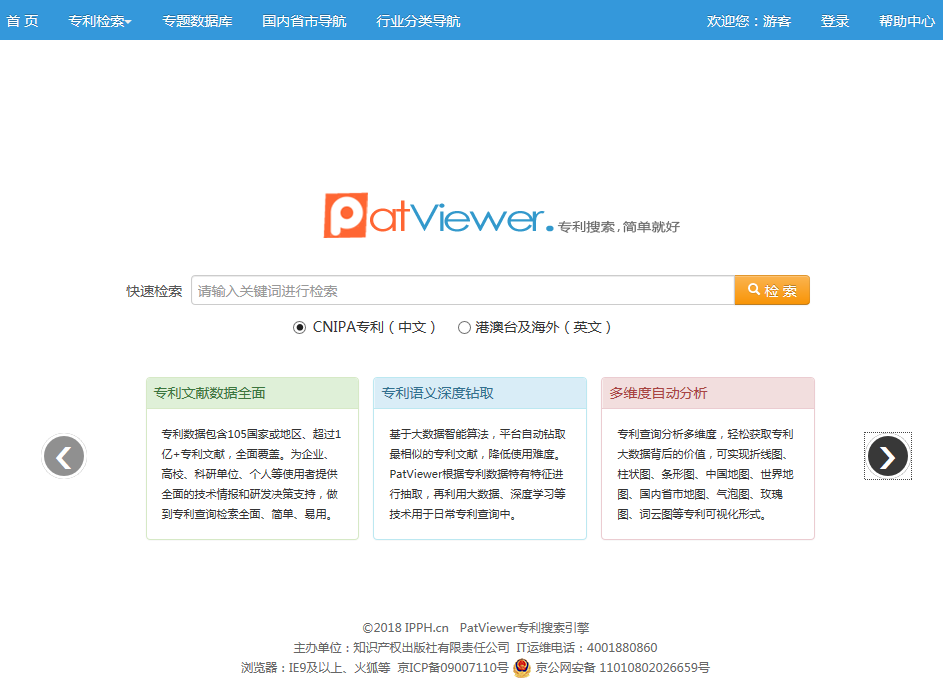 首 页 专利检索 专题数据库 国内省市导航 行业分类导航 欢迎您：游客 登录 帮助中心
PatViewer. 专利搜索,简单就好
快速检索 请输入关键词进行检索 检 索
CNIPA专利（中文） 港澳台及海外（英文）
专利文献数据全面
专利数据包含105国家或地区、超过1
亿+专利文献，全面覆盖。为企业、
高校、科研单位、个人等使用者提供
全面的技术情报和研发决策支持，做
到专利查询检索全面、简单、易用。
专利语义深度钻取
基于大数据智能算法，平台自动钻取
最相似的专利文献，降低使用难度。
PatViewer根据专利数据特有特征进
行抽取，再利用大数据、深度学习等
技术用于日常专利查询中。
多维度自动分析
专利查询分析多维度，轻松获取专利
大数据背后的价值，可实现折线图、
柱状图、条形图、中国地图、世界地
图、国内省市地图、气泡图、玫瑰
图、词云图等专利可视化形式。
©2018 IPPH.cn PatViewer专利搜索引擎
主办单位：知识产权出版社有限责任公司 IT运维电话：4001880860
浏览器：IE9及以上、火狐等 京ICP备09007110号 京公网安备 11010802026659号